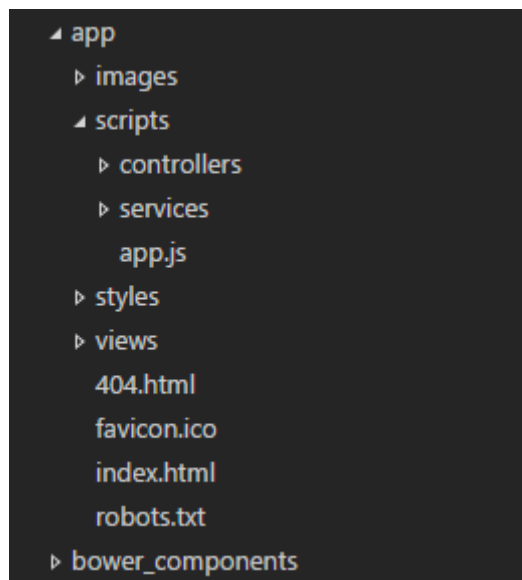 app
images
scripts
controllers
services
app.js
styles
views
404.html
favicon.ico
index.html
robots.txt
bower_components